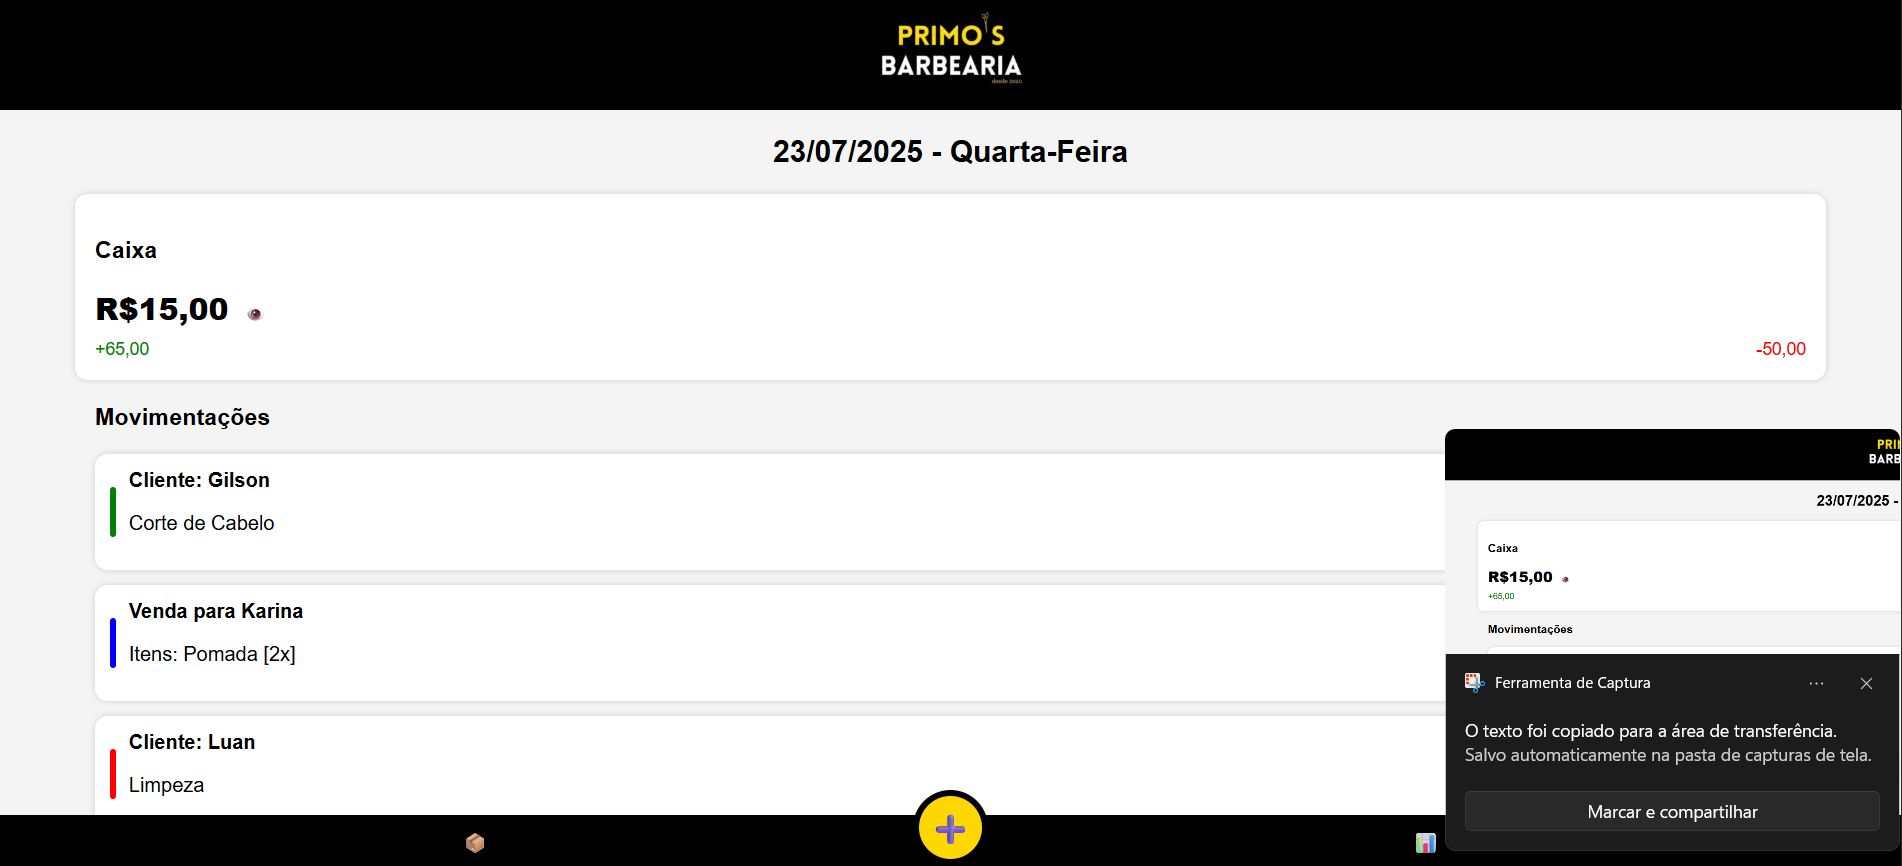 PRIMO'S
BARBEARIA
desde 2020
23/07/2025 - Quarta-Feira
Caixa
R$15,00
+65,00
-50,00
Movimentações
Cliente: Gilson
Corte de Cabelo
Venda para Karina
Itens: Pomada [2x]
Cliente: Luan
Limpeza
PRI
BARB
23/07/2025 -
Caixa
R$15,00
+65,00
Movimentações
Ferramenta de Captura
O texto foi copiado para a área de transferência.
Salvo automaticamente na pasta de capturas de tela.
Marcar e compartilhar